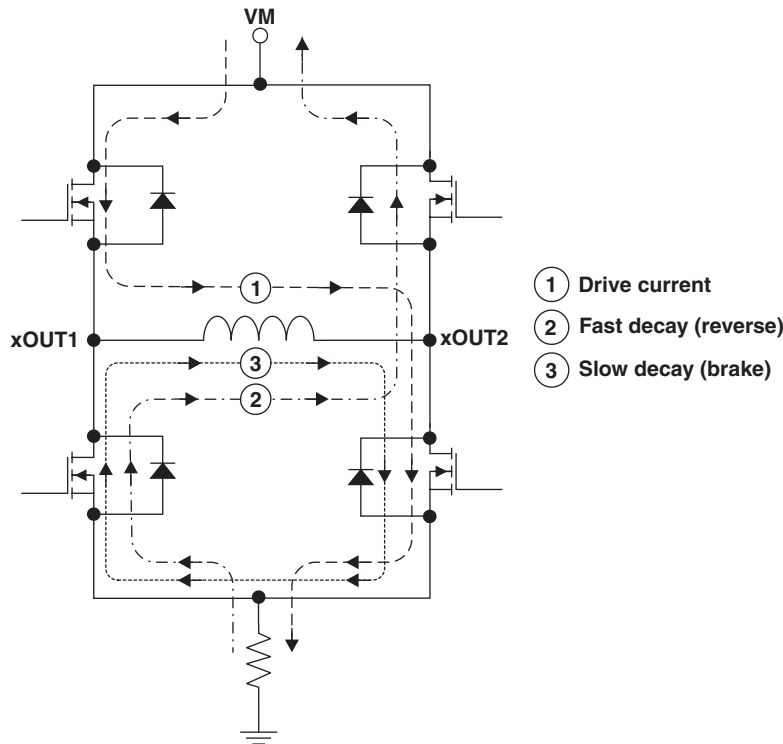 VM
1
1 Drive current
xOUT1
xOUT2
2 Fast decay (reverse)
3
3 Slow decay (brake)
2